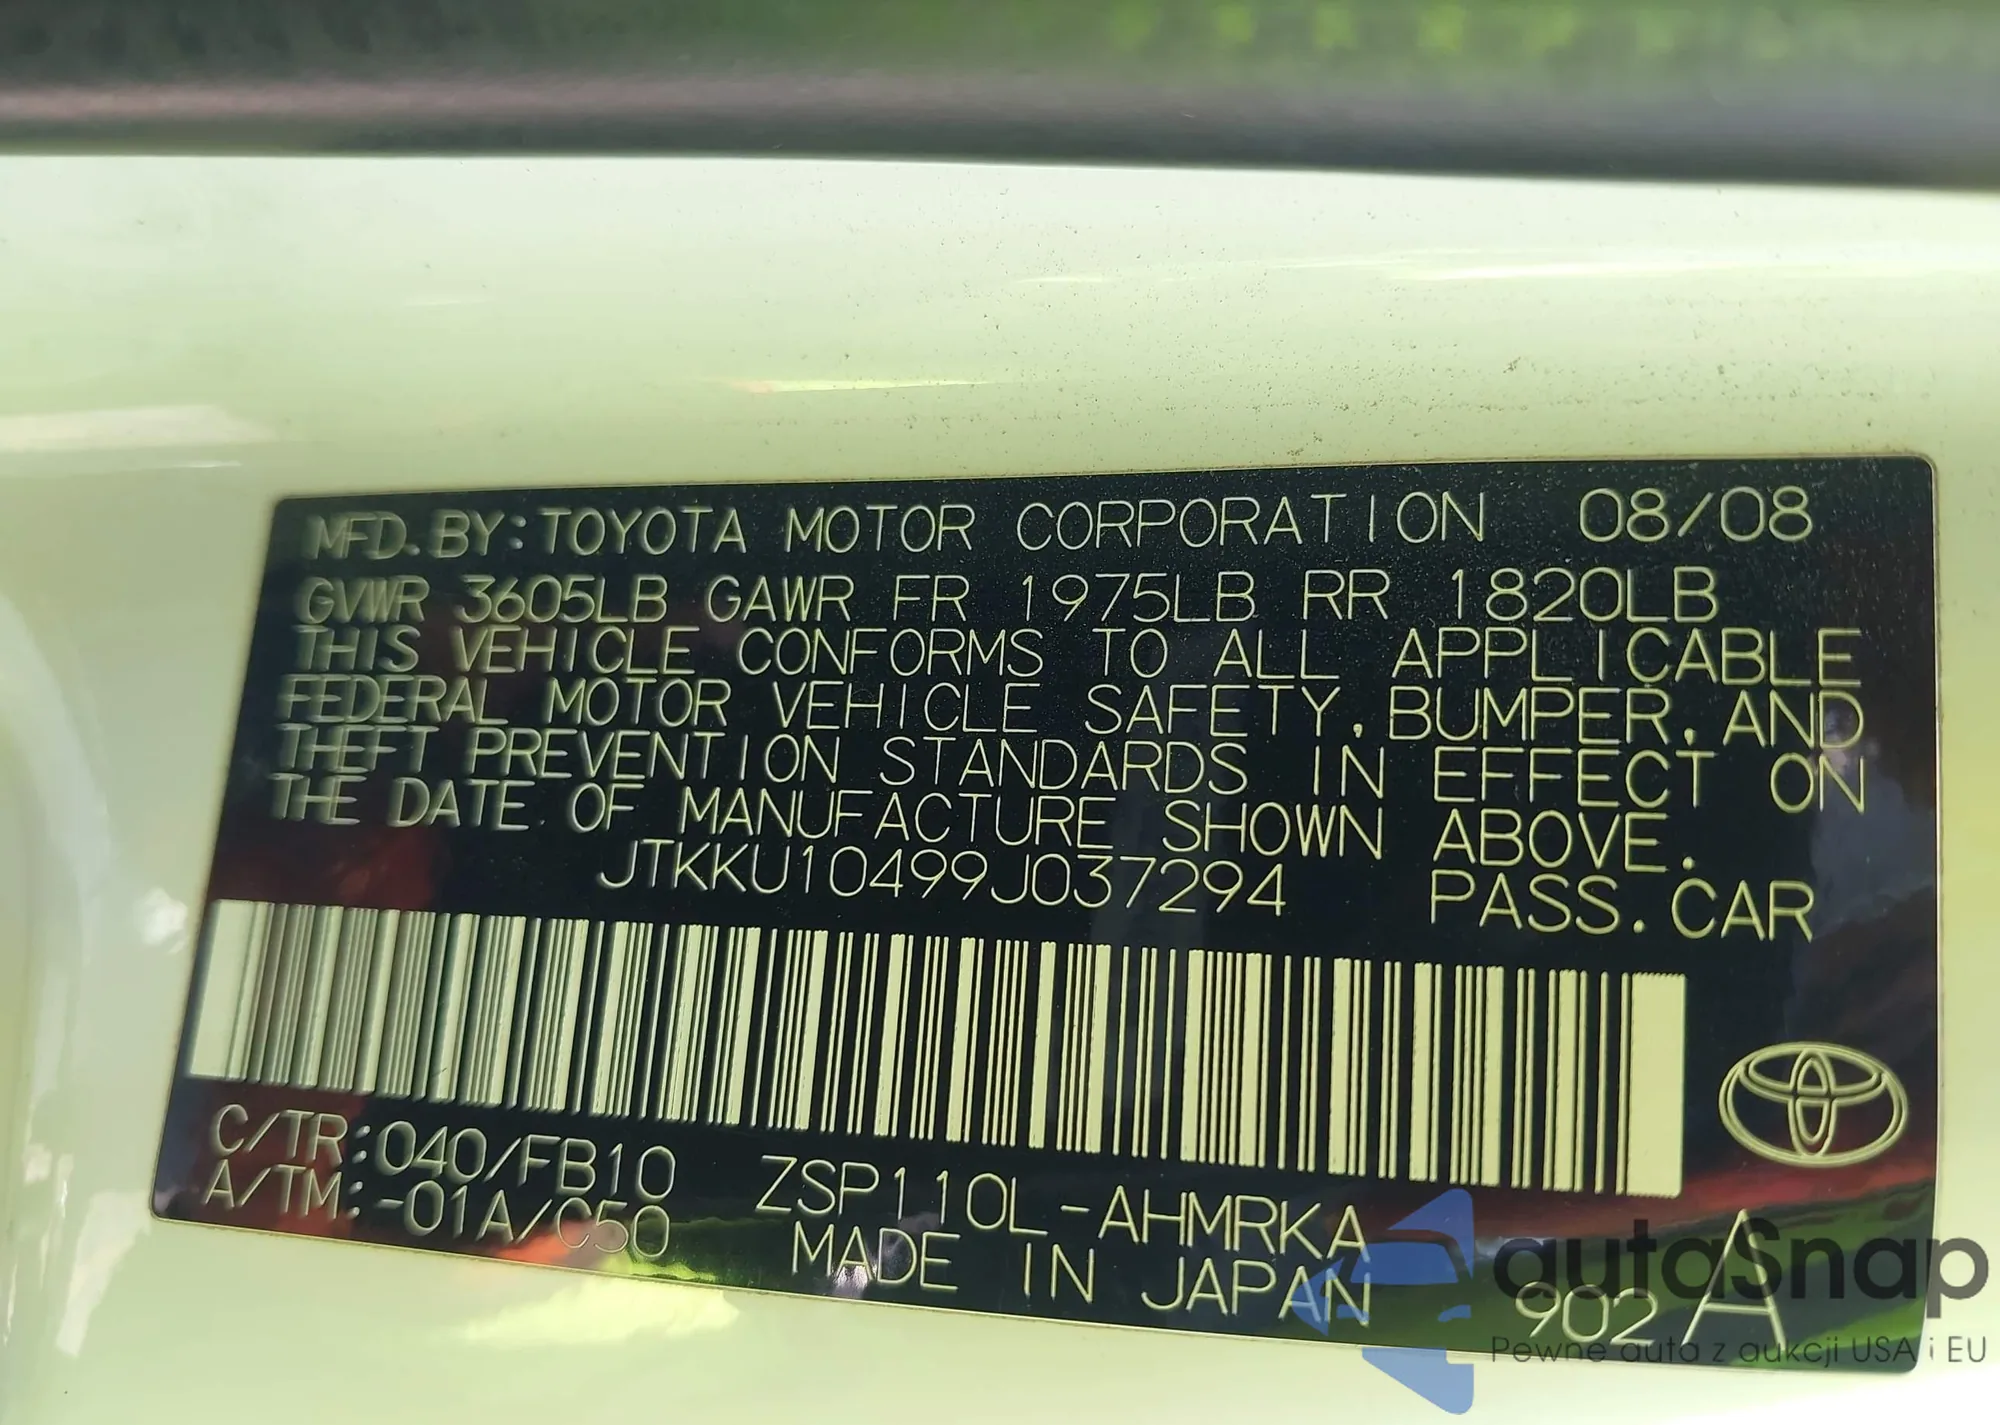 MFD. BY: TOYOTA MOTOR CORPORATION 08/08
GVWR 3605LB GAWR FR 1975LB RR 1820LB
THIS VEHICLE CONFORMS TO ALL APPLICABLE
FEDERAL MOTOR VEHICLE SAFETY, BUMPER, AND
THEFT PREVENTION STANDARDS IN EFFECT ON
THE DATE OF MANUFACTURE SHOWN ABOVE.
JTKKU10499J037294 PASS. CAR
C/TR:040/FB10 ZSP110L-AHMRKA
A/TM:-01A/C50 MADE IN JAPAN 902 A
autoSnap
Pewne auta z aukcji USA i EU